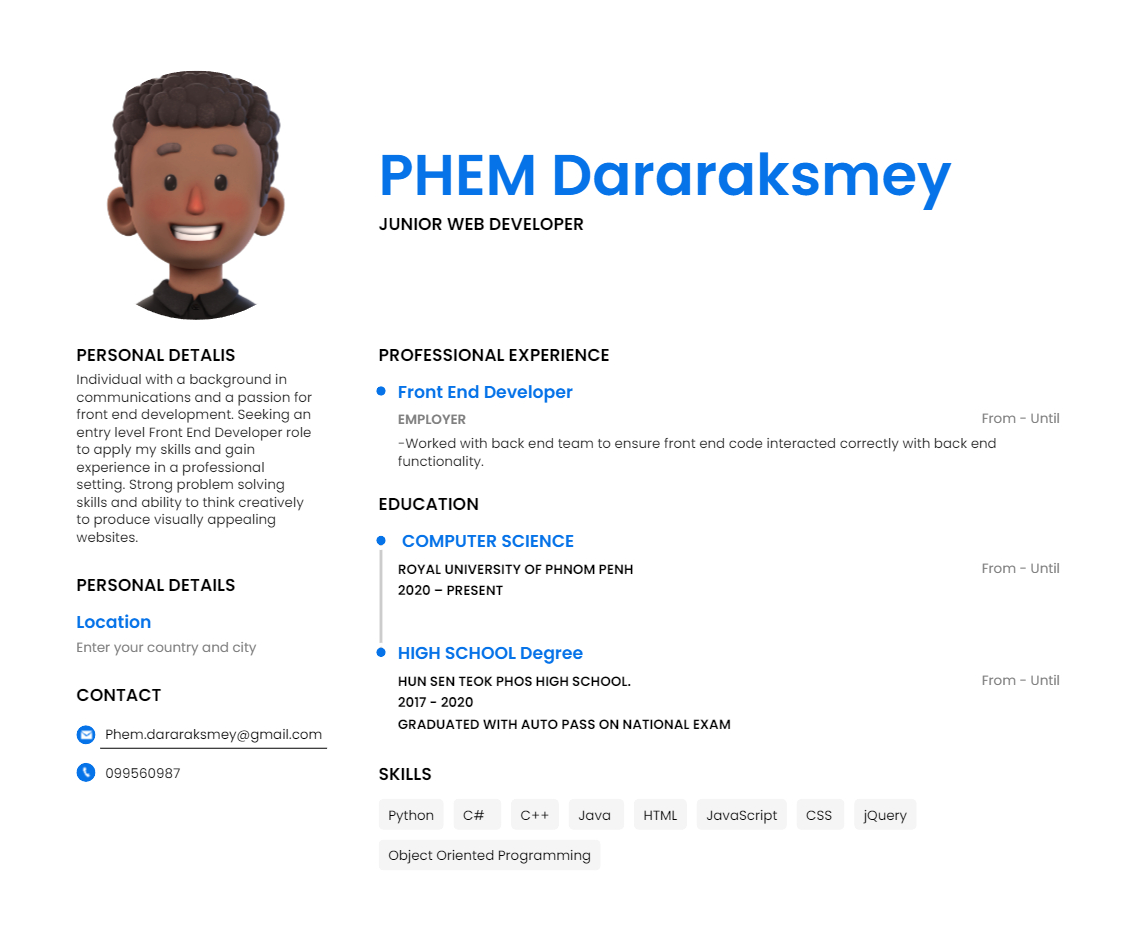 PHEM Dararaksmey
JUNIOR WEB DEVELOPER
PERSONAL DETALIS
Individual with a background in
communications and a passion for
front end development. Seeking an
entry level Front End Developer role
to apply my skills and gain
experience in a professional
setting. Strong problem solving
skills and ability to think creatively
to produce visually appealing
websites.
PERSONAL DETAILS
Location
Enter your country and city
CONTACT
Phem.dararaksmey@gmail.com
099560987
PROFESSIONAL EXPERIENCE
Front End Developer
EMPLOYER From - Until
-Worked with back end team to ensure front end code interacted correctly with back end
functionality.
EDUCATION
COMPUTER SCIENCE
ROYAL UNIVERSITY OF PHNOM PENH From - Until
2020 – PRESENT
HIGH SCHOOL Degree
HUN SEN TEOK PHOS HIGH SCHOOL. From - Until
2017 - 2020
GRADUATED WITH AUTO PASS ON NATIONAL EXAM
SKILLS
Python C# C++ Java HTML JavaScript CSS jQuery
Object Oriented Programming